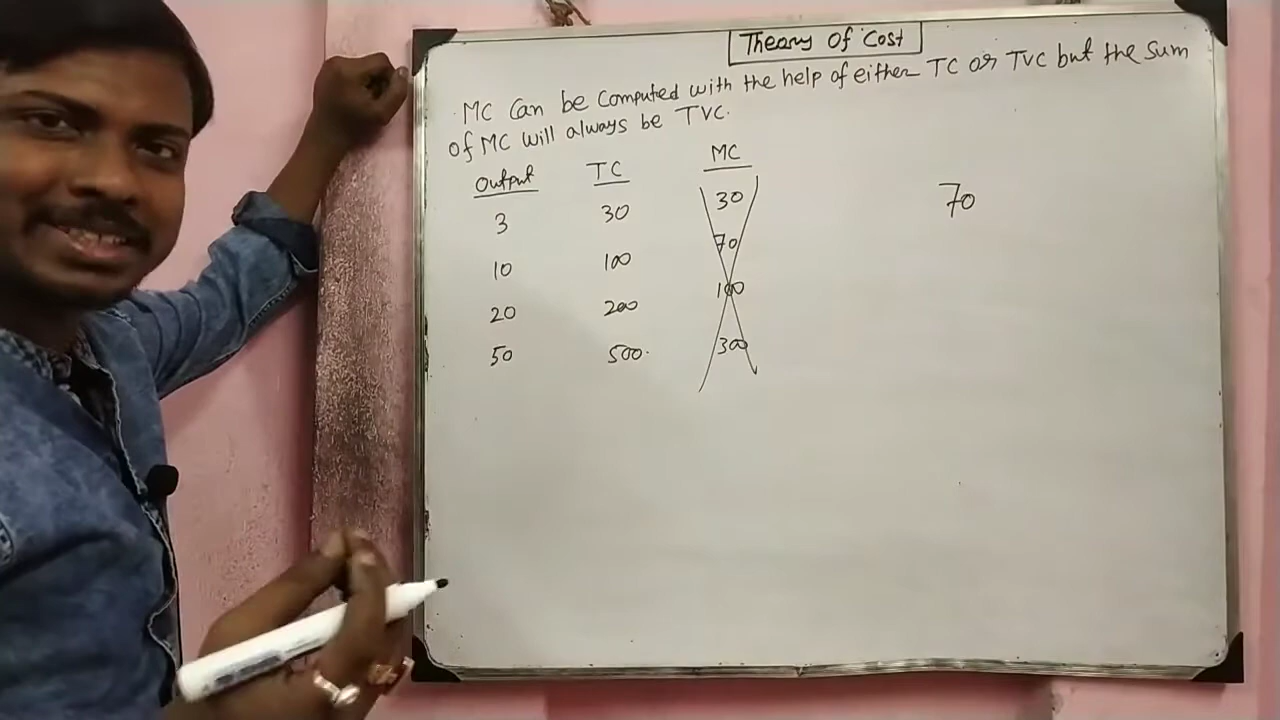 Theory Of Cost
MC Can be Computed with the help of either TC or TVC but the sum
of MC will always be TVC.
Output TC MC
3 30 30
10 100 70
20 200 100
50 500. 300
70